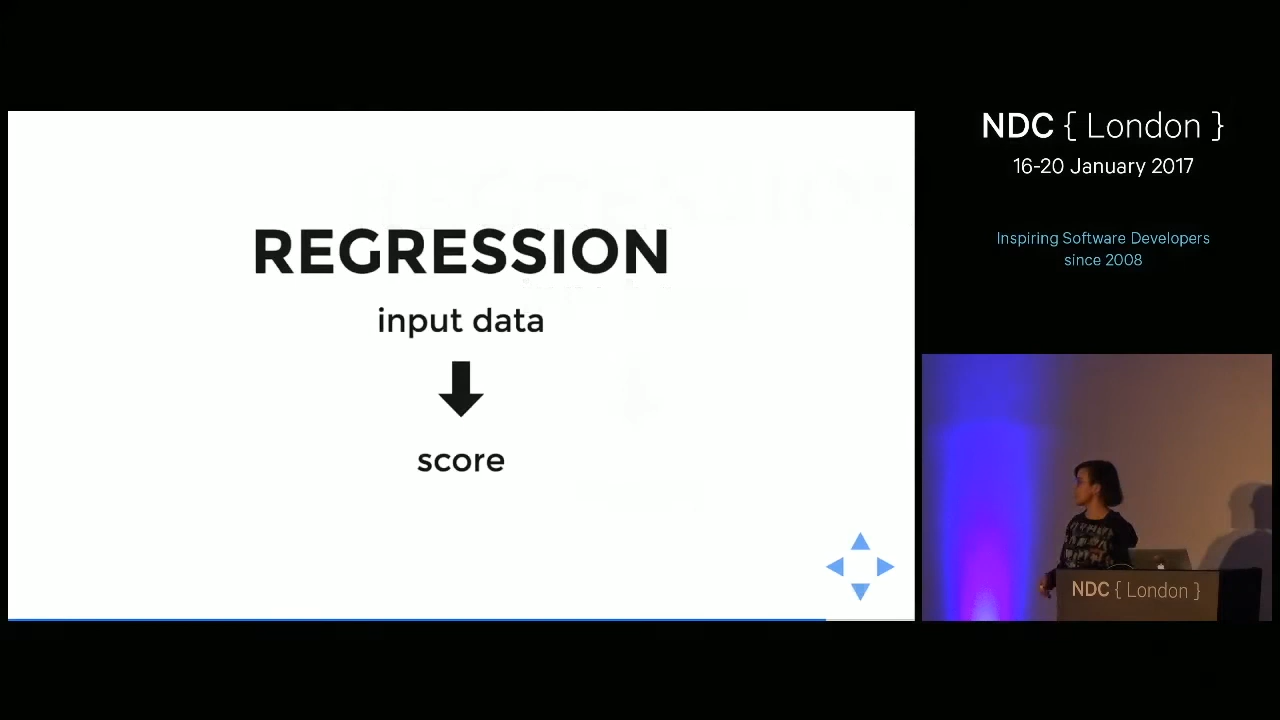 REGRESSION
input data
score
NDC { London }
16-20 January 2017
Inspiring Software Developers
since 2008
NDC { London }